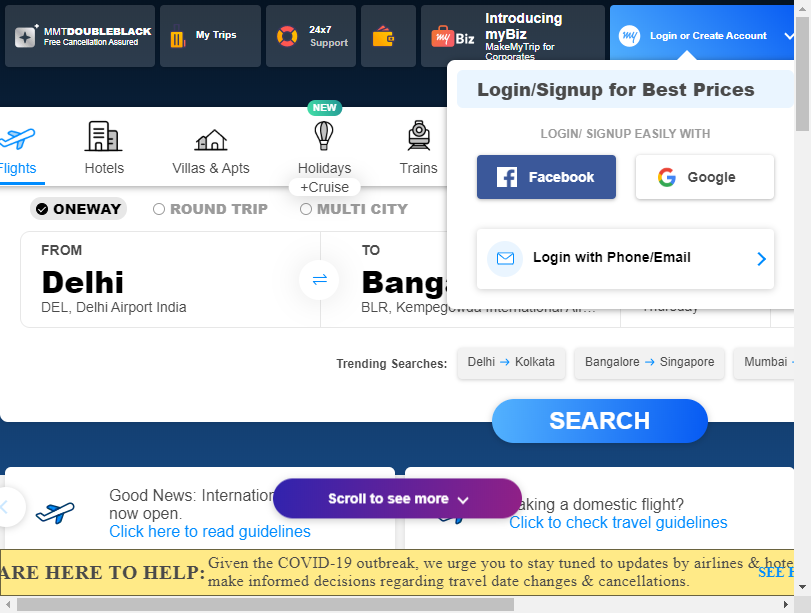 MMTDOUBLEBLACK
Free Cancellation Assured
My Trips
24x7
Support
my Biz
Introducing
myBiz
MakeMyTrip for
Corporates
my
Login or Create Account
Login/Signup for Best Prices
LOGIN/ SIGNUP EASILY WITH
Facebook
Google
Login with Phone/Email
NEW
Flights
Hotels
Villas & Apts
Holidays
+Cruise
Trains
ONEWAY
ROUND TRIP
MULTI CITY
FROM
Delhi
DEL, Delhi Airport India
TO
Banga
BLR, Kempegowda International Air...
Thursday
Trending Searches:
Delhi → Kolkata
Bangalore → Singapore
Mumbai
SEARCH
Good News: Internation
now open.
Click here to read guidelines
Scroll to see more
aking a domestic flight?
Click to check travel guidelines
ARE HERE TO HELP:
Given the COVID-19 outbreak, we urge you to stay tuned to updates by airlines & hote
make informed decisions regarding travel date changes & cancellations.
SEE